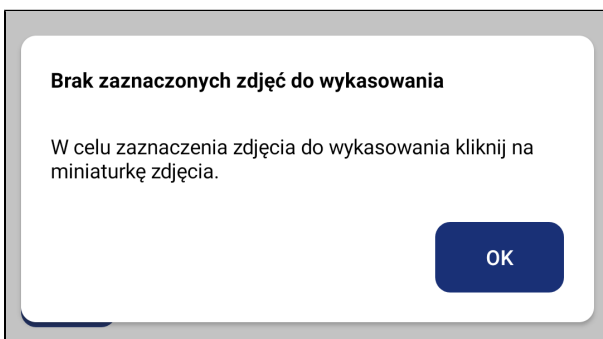 Brak zaznaczonych zdjęć do wykasowania
W celu zaznaczenia zdjęcia do wykasowania kliknij na
miniaturkę zdjęcia.
OK